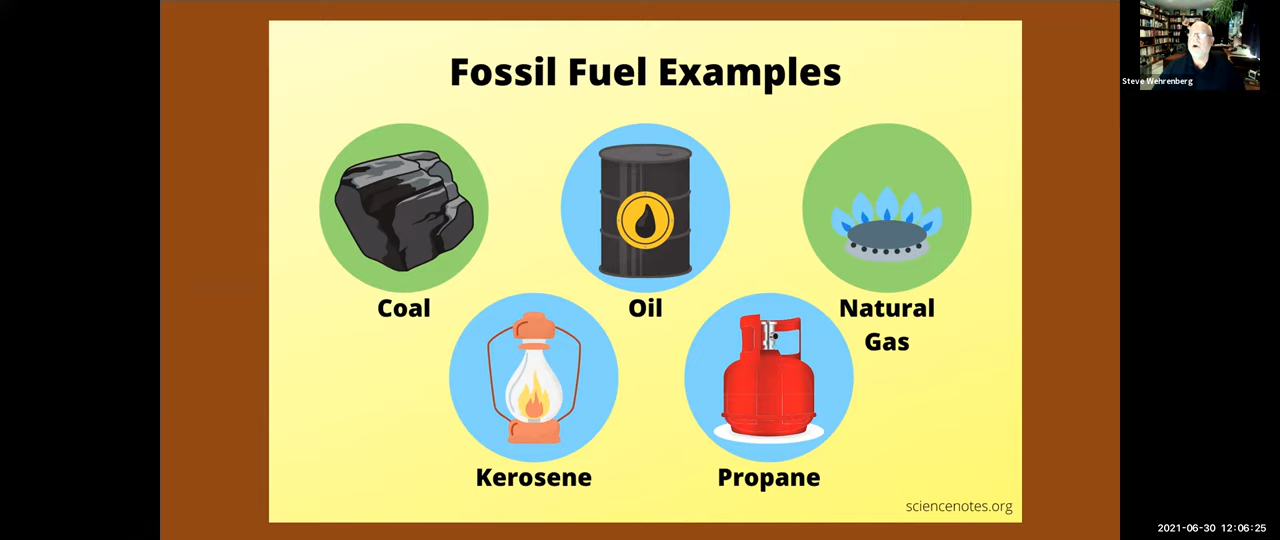 Fossil Fuel Examples
Coal
Oil
Natural
Gas
Kerosene
Propane
sciencenotes.org
Steve Wehrenberg
2021-06-30 12:06:25